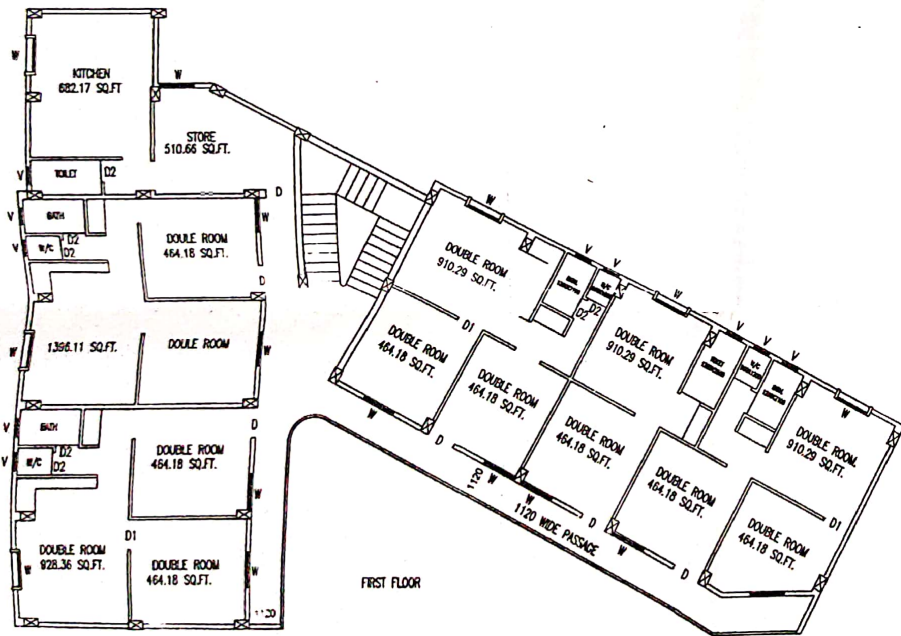 W
KITCHEN
682.17 SQ.FT
W
STORE
510.66 SQ.FT.
V
TOILET
D2
D
V
BATH
V
W/C
D2
D2
DOULE ROOM
464.18 SQ.FT.
W
D
W
1396.11 SQ.FT.
DOULE ROOM
W
V
BATH
V
W/C
D2
D2
DOUBLE ROOM
464.18 SQ.FT.
D
W
D1
W
DOUBLE ROOM
928.36 SQ.FT.
DOUBLE ROOM
464.18 SQ.FT.
W
1120
FIRST FLOOR
W
DOUBLE ROOM
910.29 SQ.FT.
V
V
W/C
D2
D2
D1
DOUBLE ROOM
464.18 SQ.FT.
DOUBLE ROOM
464.18 SQ.FT.
W
D
W
DOUBLE ROOM
910.29 SQ.FT.
DOUBLE ROOM
464.18 SQ.FT.
V
V
V
W/C
W
DOUBLE ROOM.
910.29 SQ.FT.
DOUBLE ROOM
464.18 SQ.FT.
D1
DOUBLE ROOM
464.18 SQ.FT.
1120
W
W
1120 WIDE PASSAGE
D
W
D